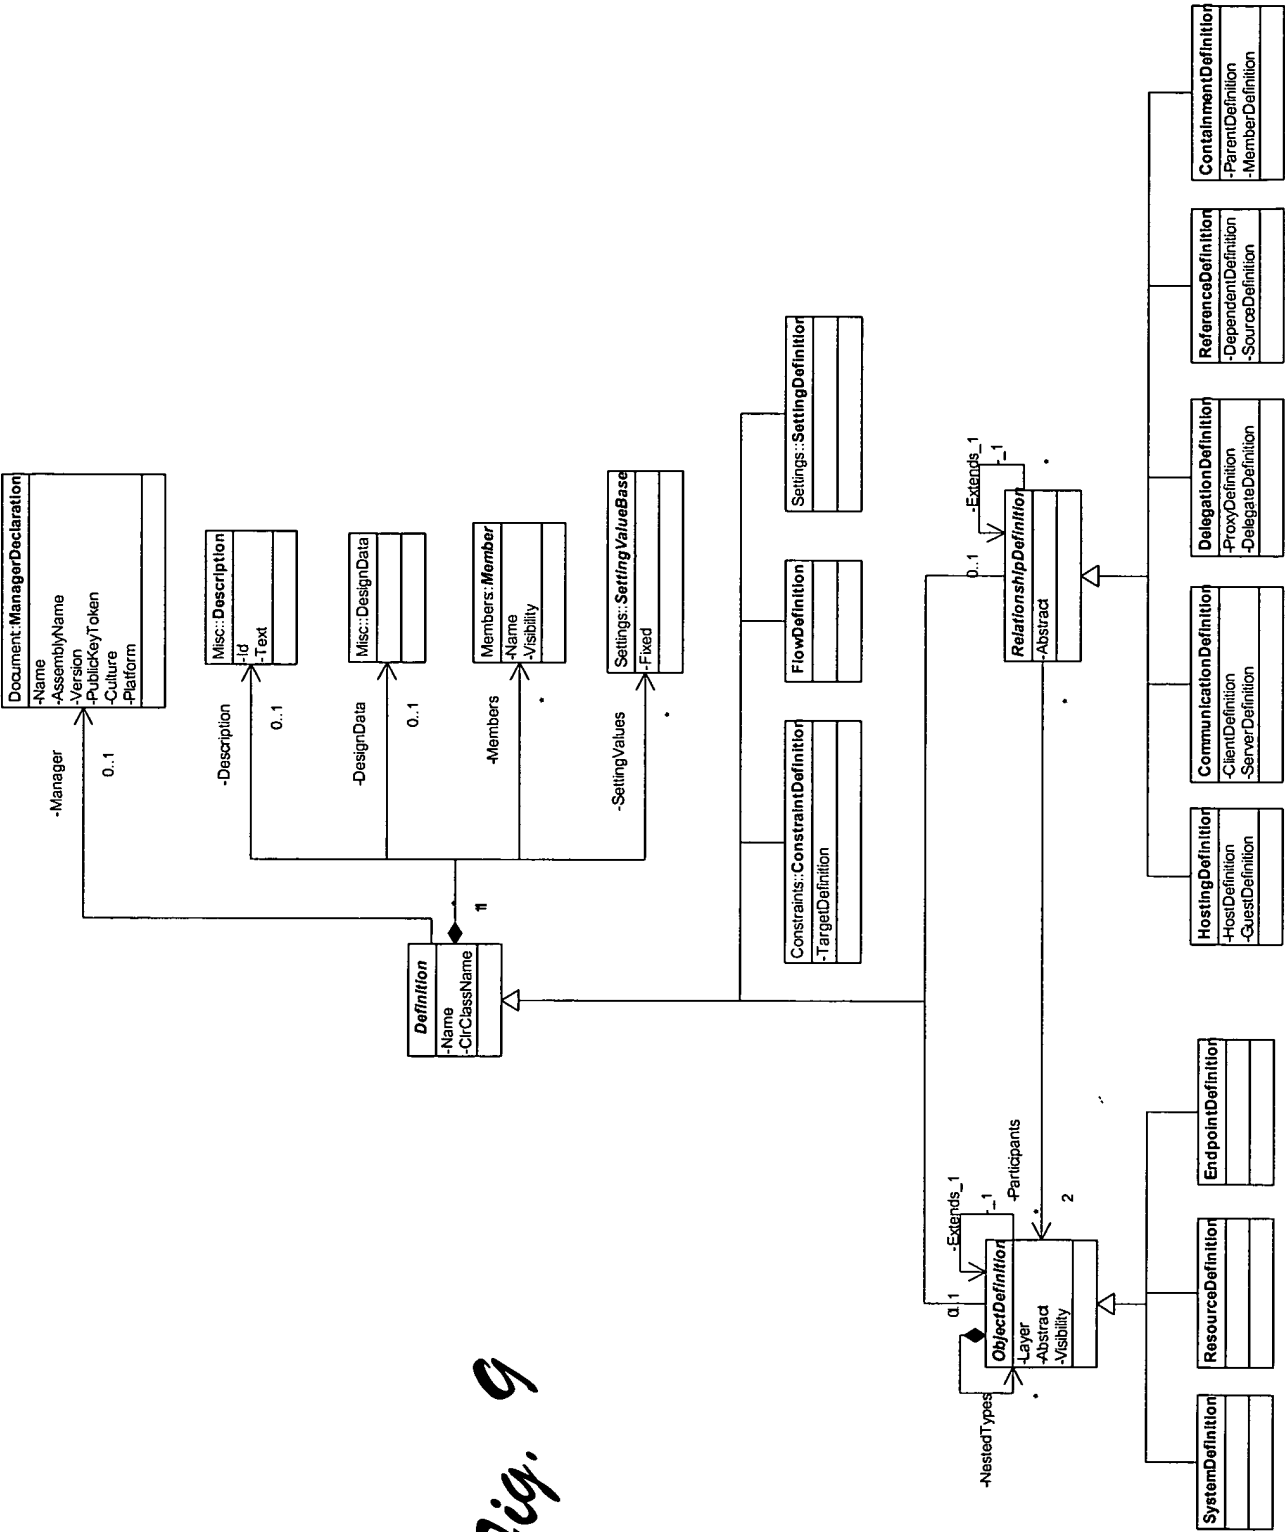 Document:ManagerDeclaration
-Name
-AssemblyName
-Version
-PublicKeyToken
-Culture
-Platform
-Manager
0..1
Misc::Description
-Id
-Text
-Description
0..1
Misc::DesignData
-DesignData
0..1
Members::Member
-Name
-Visibility
-Members
*
Settings::SettingValueBase
-Fixed
-SettingValues
*
Definition
-Name
-ClrClassName
*
Constraints::ConstraintDefinition
-TargetDefinition
FlowDefinition
Settings::SettingDefinition
ObjectDefinition
-Layer
-Abstract
-Visibility
-NestedTypes
*
-Extends_1
-_1
*
-Participants
2
RelationshipDefinition
-Abstract
-Extends_1
-_1
0..1
*
*
SystemDefinition
ResourceDefinition
EndpointDefinition
HostingDefinition
-HostDefinition
-GuestDefinition
CommunicationDefinition
-ClientDefinition
-ServerDefinition
DelegationDefinition
-ProxyDefinition
-DelegateDefinition
ReferenceDefinition
-DependentDefinition
-SourceDefinition
ContainmentDefinition
-ParentDefinition
-MemberDefinition
Fig. 9